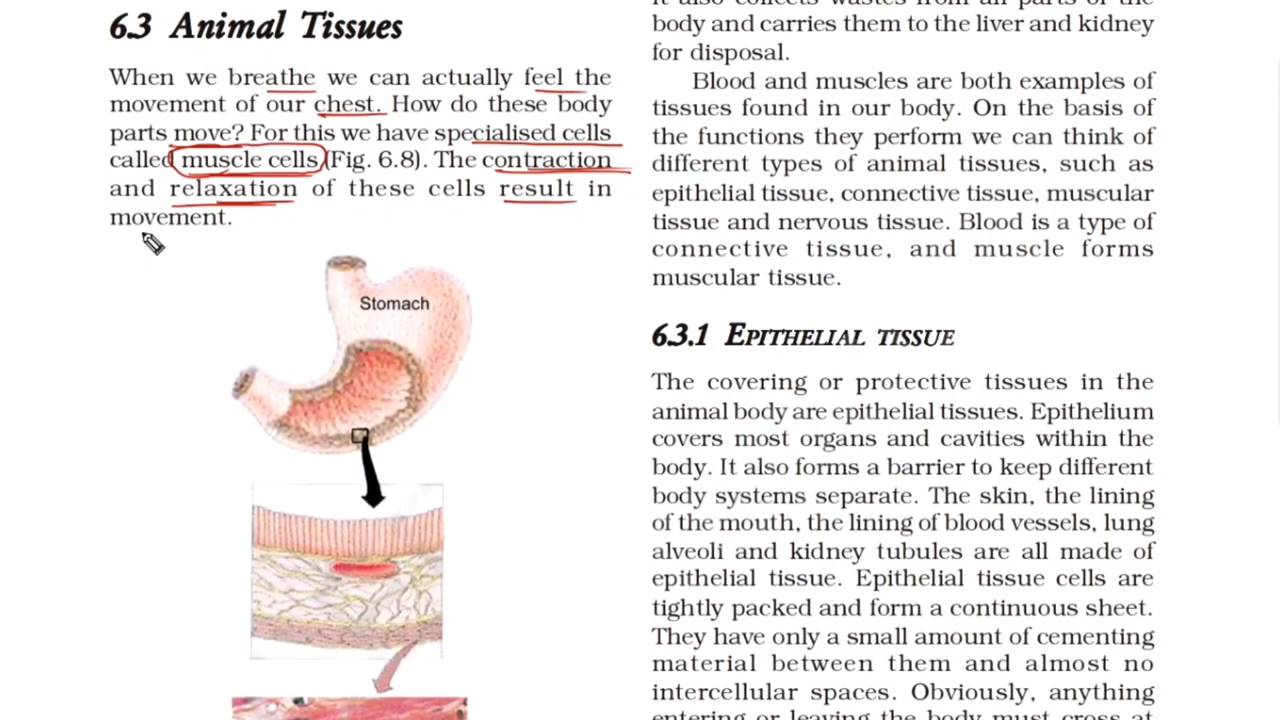 6.3 Animal Tissues
When we breathe we can actually feel the
movement of our chest. How do these body
parts move? For this we have specialised cells
called muscle cells (Fig. 6.8). The contraction
and relaxation of these cells result in
movement.
Stomach
body and carries them to the liver and kidney
for disposal.
Blood and muscles are both examples of
tissues found in our body. On the basis of
the functions they perform we can think of
different types of animal tissues, such as
epithelial tissue, connective tissue, muscular
tissue and nervous tissue. Blood is a type of
connective tissue, and muscle forms
muscular tissue.
6.3.1 EPITHELIAL TISSUE
The covering or protective tissues in the
animal body are epithelial tissues. Epithelium
covers most organs and cavities within the
body. It also forms a barrier to keep different
body systems separate. The skin, the lining
of the mouth, the lining of blood vessels, lung
alveoli and kidney tubules are all made of
epithelial tissue. Epithelial tissue cells are
tightly packed and form a continuous sheet.
They have only a small amount of cementing
material between them and almost no
intercellular spaces. Obviously, anything
entering or leaving the body must cross at